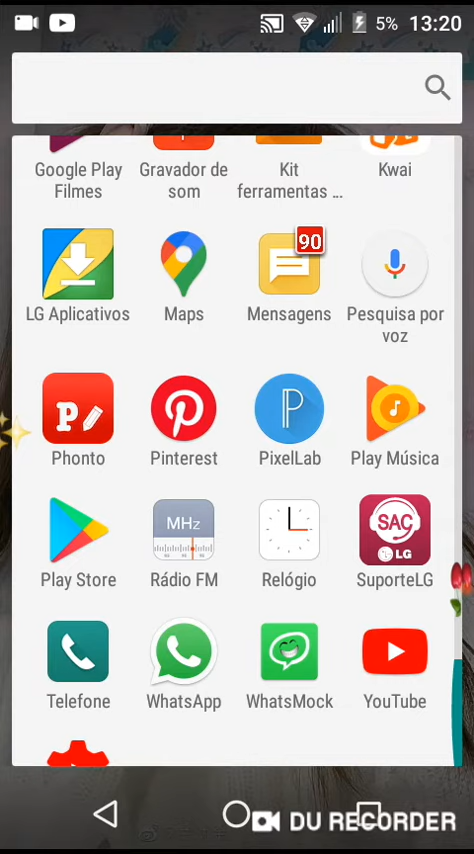 5% 13:20
Google Play Gravador de Kit Kwai
Filmes som ferramentas ...
90
LG Aplicativos Maps Mensagens Pesquisa por
voz
P
P
Phonto Pinterest PixelLab Play Música
MHz SAC
LG
Play Store Rádio FM Relógio SuporteLG
Telefone WhatsApp WhatsMock YouTube
DU RECORDER